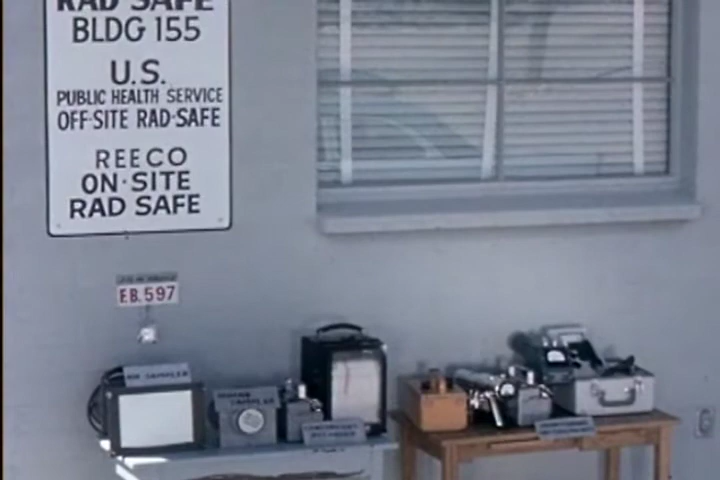 RAD SAFE
BLDG 155
U.S.
PUBLIC HEALTH SERVICE
OFF-SITE RAD-SAFE
REECO
ON-SITE
RAD SAFE
F.B. 597
AIR SAMPLER
SAMPLER